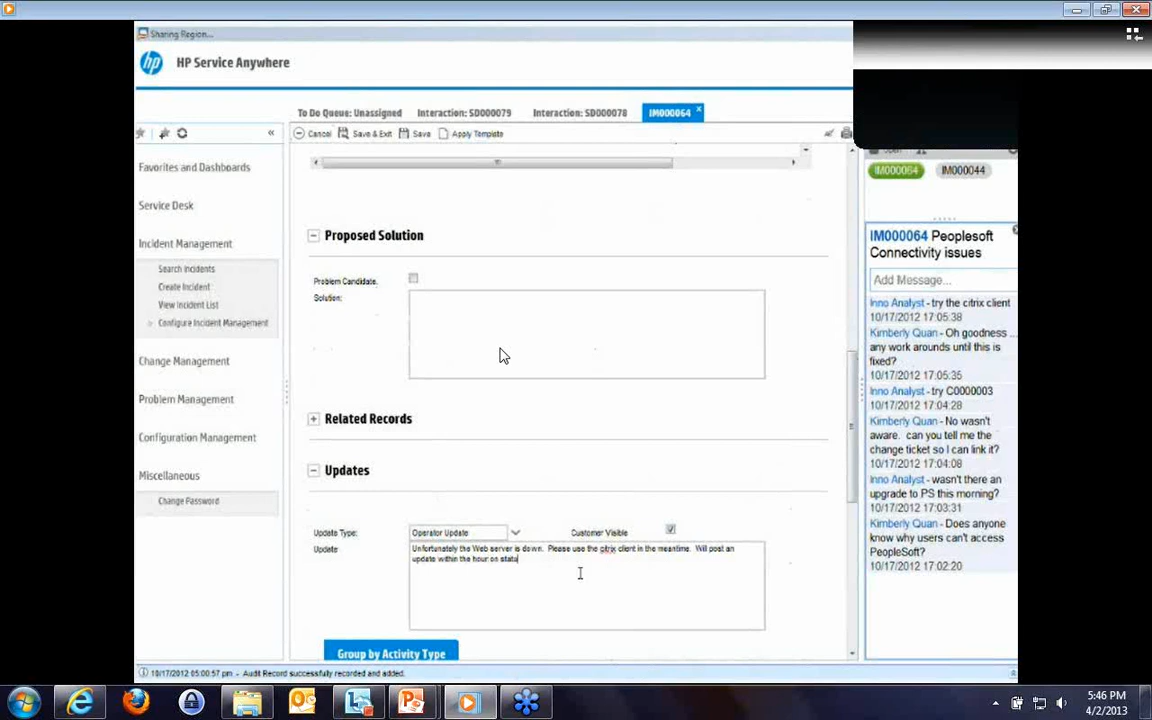 Sharing Region...
hp
HP Service Anywhere
To Do Queue: Unassigned
Interaction: SD000079
Interaction: SD000078
IM000064
Cancel
Save & Exit
Save
Apply Template
Favorites and Dashboards
Service Desk
Incident Management
Search Incidents
Create Incident
View Incident List
Configure Incident Management
Change Management
Problem Management
Configuration Management
Miscellaneous
Change Password
Proposed Solution
Problem Candidate.
Solution:
Related Records
Updates
Update Type:
Operator Update
Customer Visible
Update
Unfortunately the Web server is down. Please use the citrix client in the meantime. Will post an
update within the hour on stata
Group by Activity Type
IM000064
IM000044
IM000064 Peoplesoft
Connectivity issues
Add Message...
Inno Analyst - try the citrix client
10/17/2012 17:05:38
Kimberly Quan - Oh goodness ...
any work arounds until this is
fixed?
10/17/2012 17:05:35
Inno Analyst - try C0000003
10/17/2012 17:04:28
Kimberly Quan - No wasn't
aware. can you tell me the
change ticket so I can link it?
10/17/2012 17:04:08
Inno Analyst - wasn't there an
upgrade to PS this morning?
10/17/2012 17:03:31
Kimberly Quan - Does anyone
know why users can't access
PeopleSoft?
10/17/2012 17:02:20
10/17/2012 05:00:57 pm - Audit Record successfully recorded and added.
5:46 PM
4/2/2013